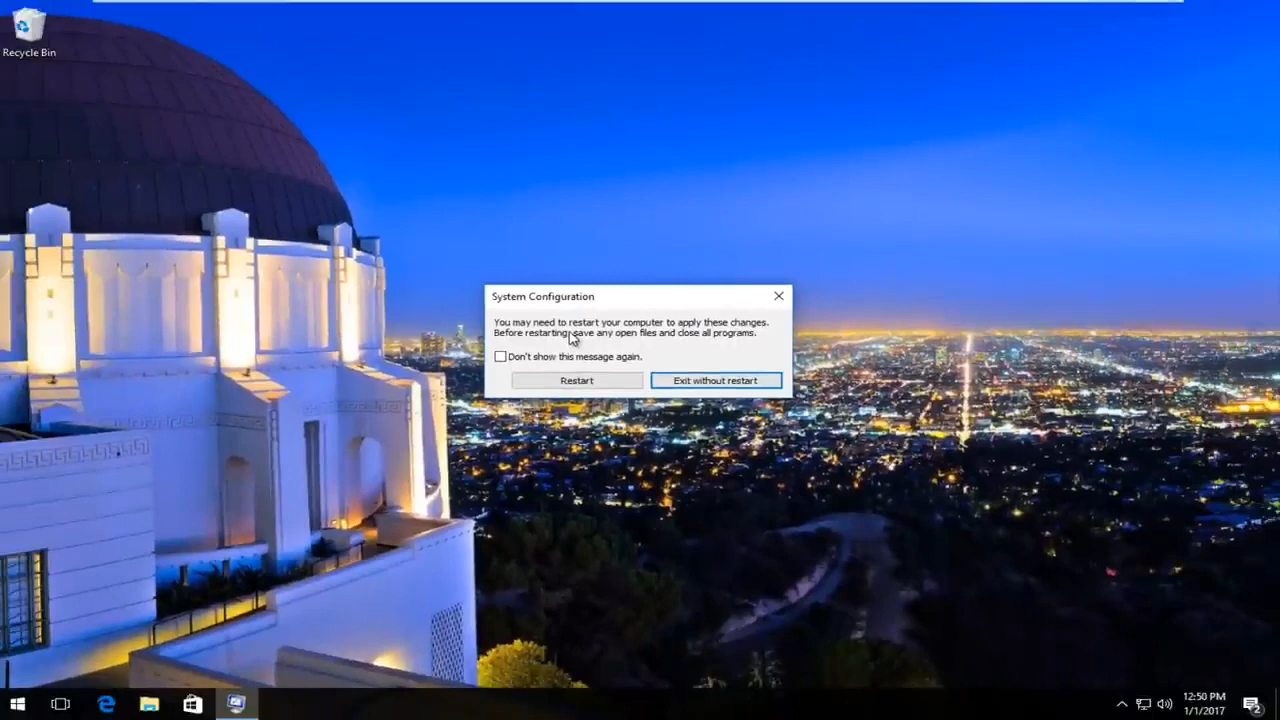 Recycle Bin
System Configuration
You may need to restart your computer to apply these changes.
Before restarting, save any open files and close all programs.
Don't show this message again.
Restart
Exit without restart
12:50 PM
1/1/2017
2